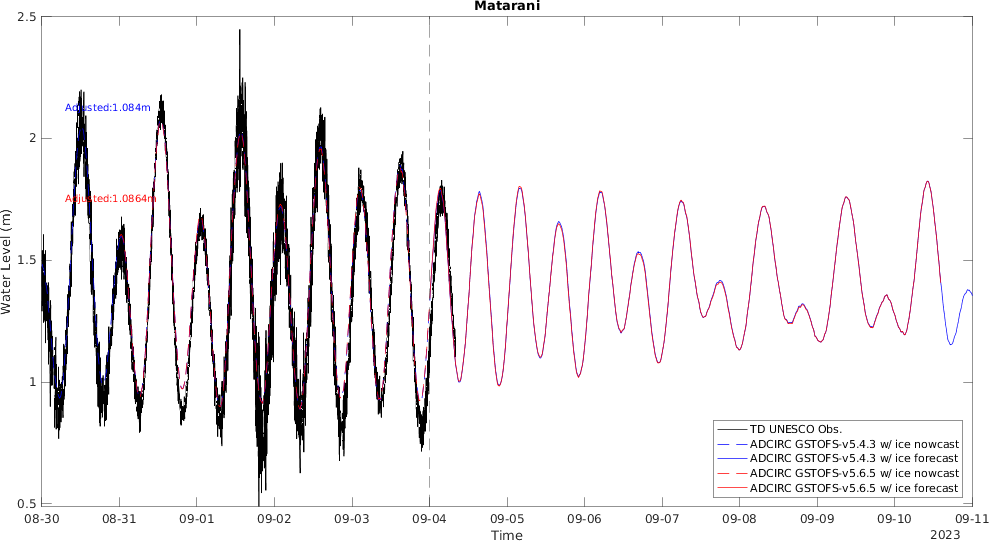 Matarani
2.5
2
1.5
1
0.5
Water Level (m)
Adjusted:1.084m
Adjusted:1.0864m
TD UNESCO Obs.
ADCIRC GSTOFS-v5.4.3 w/ ice nowcast
ADCIRC GSTOFS-v5.4.3 w/ ice forecast
ADCIRC GSTOFS-v5.6.5 w/ ice nowcast
ADCIRC GSTOFS-v5.6.5 w/ ice forecast
08-30 08-31 09-01 09-02 09-03 09-04 09-05 09-06 09-07 09-08 09-09 09-10 09-11
Time
2023